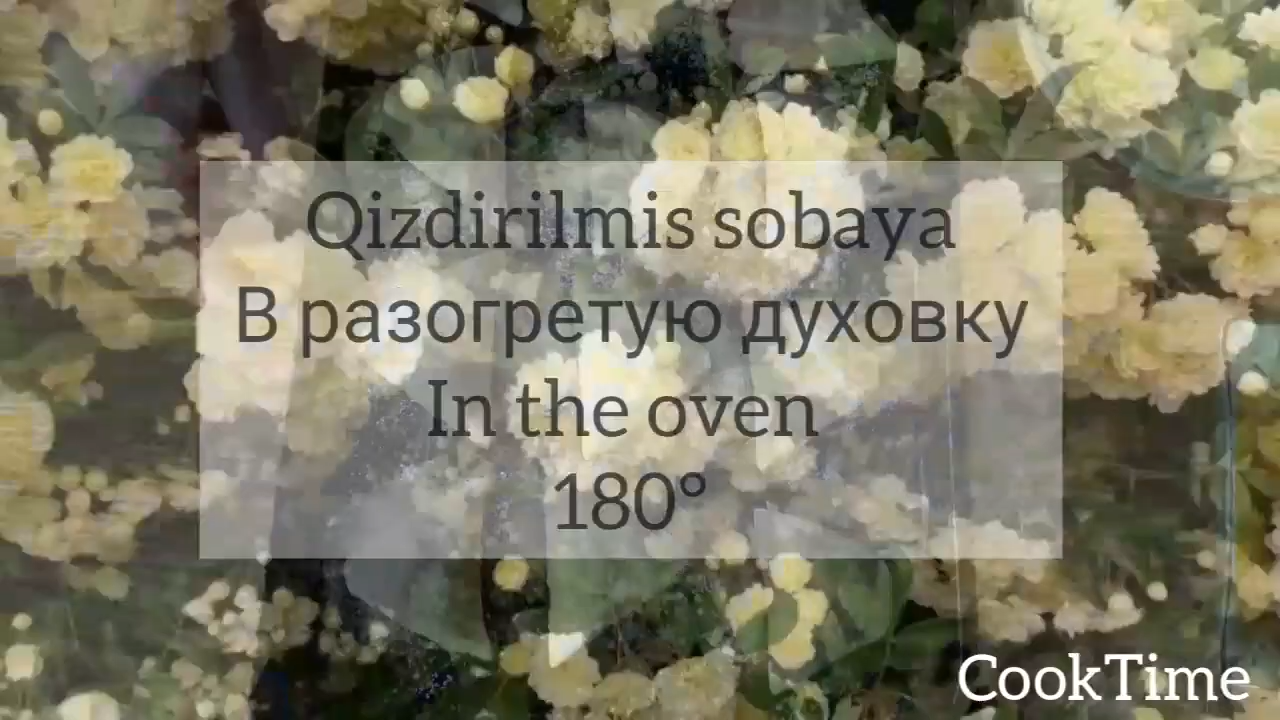 Qizdirilmis sobaya
В разогретую духовку
In the oven
180°
CookTime